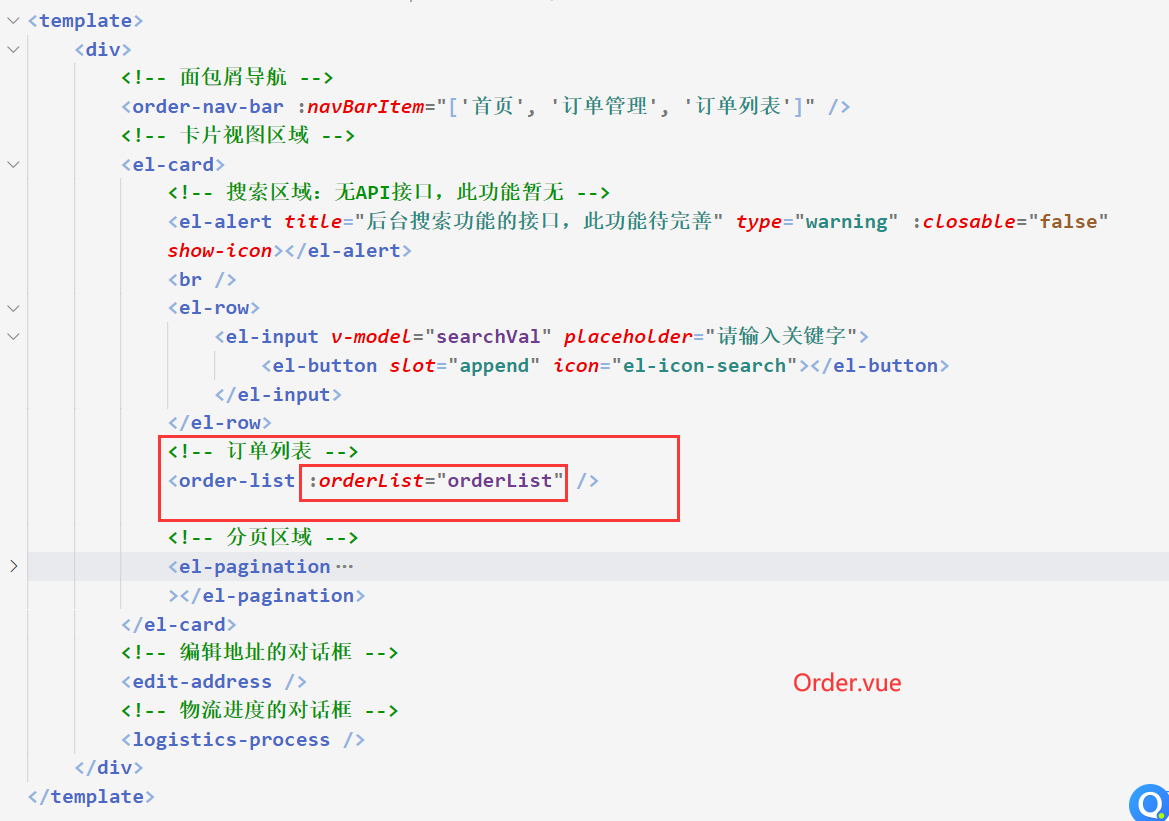 <template>
<div>
<!-- 面包屑导航 -->
<order-nav-bar :navBarItem="['首页', '订单管理', '订单列表']" />
<!-- 卡片视图区域 -->
<el-card>
<!-- 搜索区域：无API接口，此功能暂无 -->
<el-alert title="后台搜索功能的接口，此功能待完善" type="warning" :closable="false"
show-icon></el-alert>
<br />
<el-row>
<el-input v-model="searchVal" placeholder="请输入关键字">
<el-button slot="append" icon="el-icon-search"></el-button>
</el-input>
</el-row>
<!-- 订单列表 -->
<order-list :orderList="orderList" />
<!-- 分页区域 -->
<el-pagination…
></el-pagination>
</el-card>
<!-- 编辑地址的对话框 -->
<edit-address />
Order.vue
<!-- 物流进度的对话框 -->
<logistics-process />
</div>
</template>